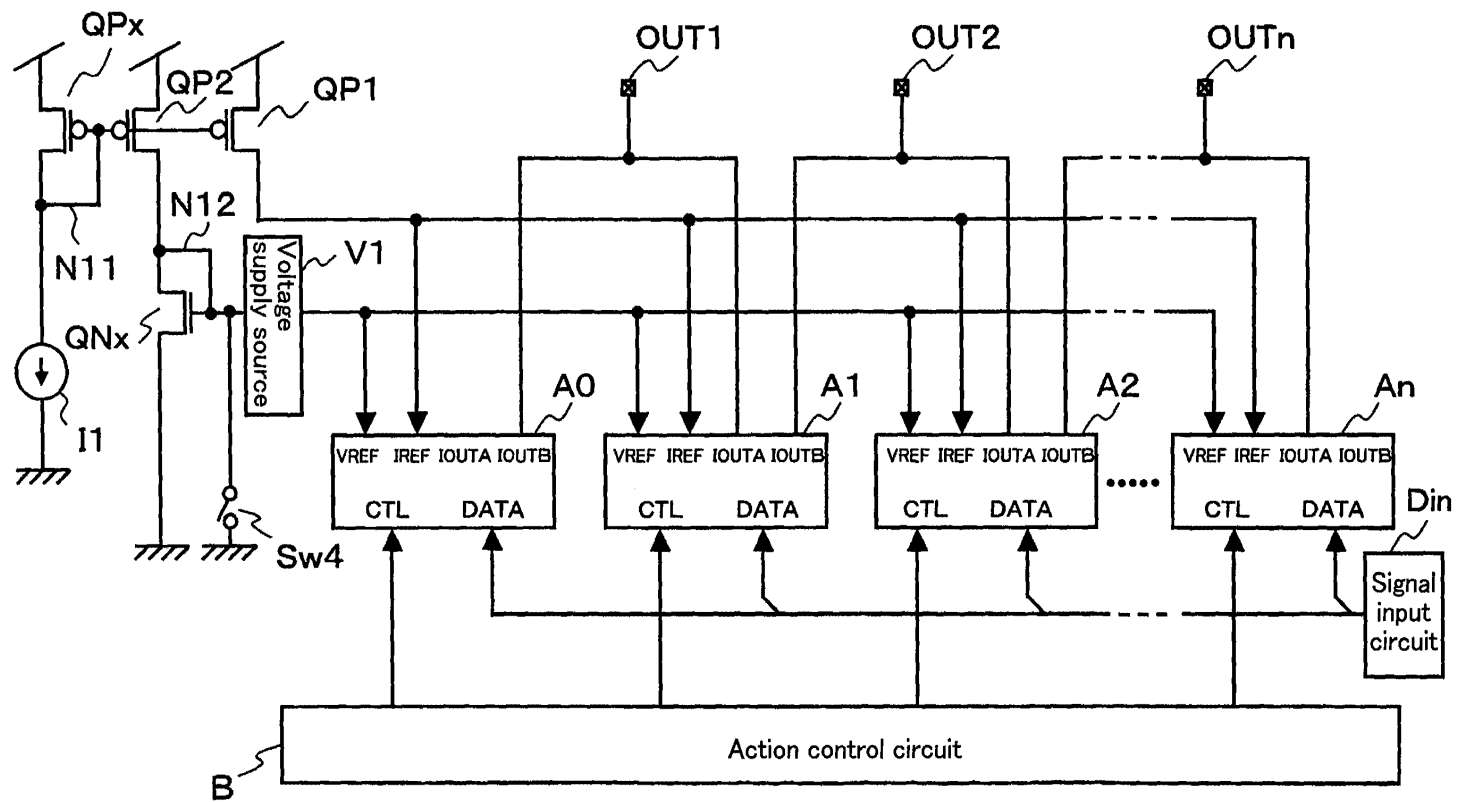 QPx
OUT1
OUT2
OUTn
QP2
QP1
N12
N11
V1
Voltage
supply source
QNx
I1
A0
A1
A2
An
VREF IREF IOUTA IOUTB
CTL DATA
VREF IREF IOUTA IOUTB
CTL DATA
VREF IREF IOUTA IOUTB
CTL DATA
VREF IREF IOUTA IOUTB
CTL DATA
Din
Sw4
Signal
input
circuit
Action control circuit
B